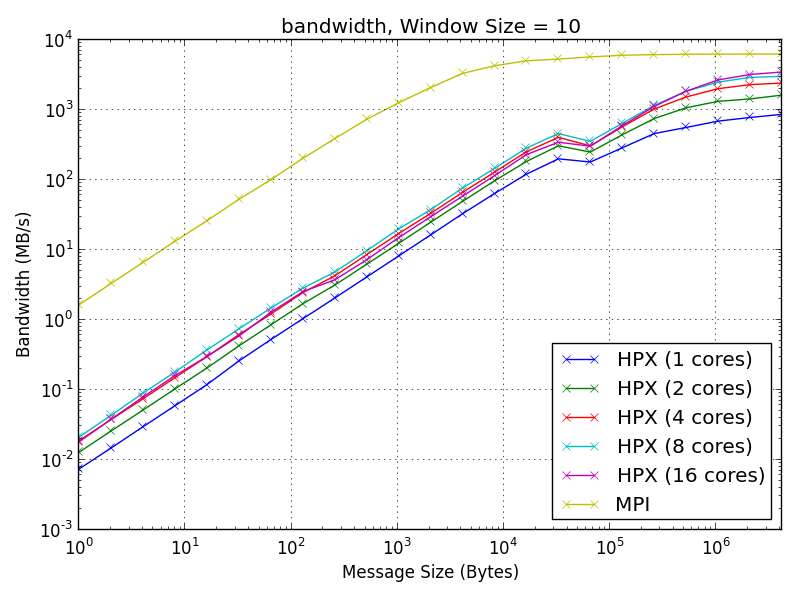 bandwidth, Window Size = 10
10^4
10^3
10^2
10^1
10^0
10^-1
10^-2
10^-3
Bandwidth (MB/s)
HPX (1 cores)
HPX (2 cores)
HPX (4 cores)
HPX (8 cores)
HPX (16 cores)
MPI
10^0 10^1 10^2 10^3 10^4 10^5 10^6
Message Size (Bytes)